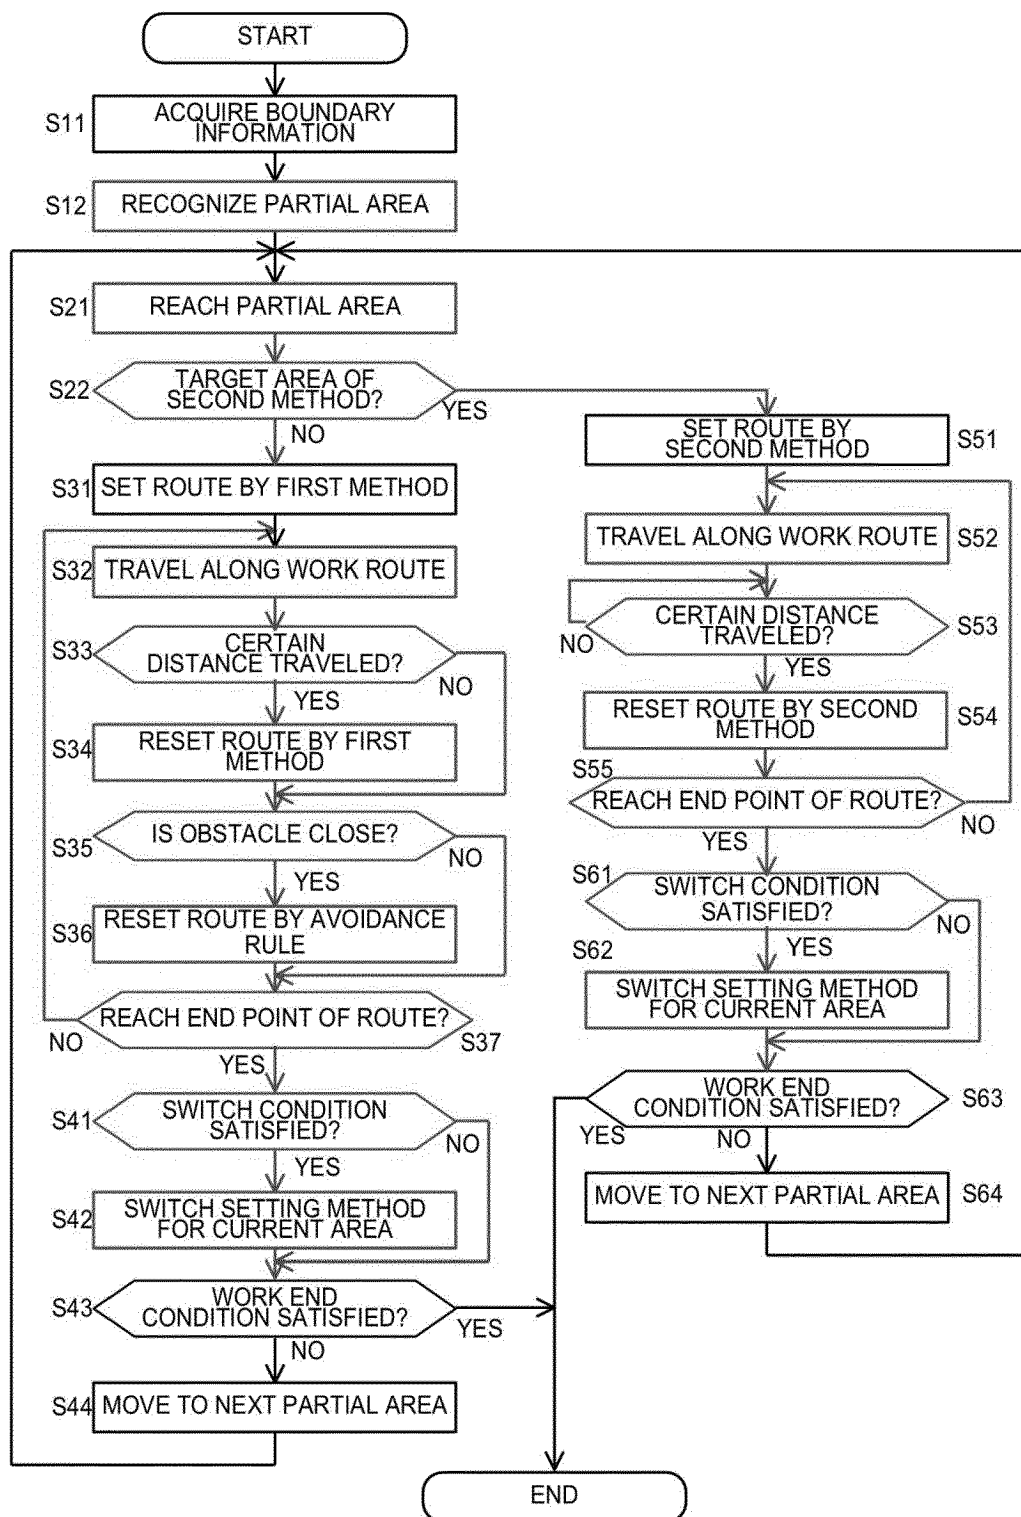 START
S11
ACQUIRE BOUNDARY
INFORMATION
S12
RECOGNIZE PARTIAL AREA
S21
REACH PARTIAL AREA
S22
TARGET AREA OF
SECOND METHOD?
YES
NO
S31
SET ROUTE BY FIRST METHOD
S32
TRAVEL ALONG WORK ROUTE
S33
CERTAIN
DISTANCE TRAVELED?
NO
YES
S34
RESET ROUTE BY FIRST
METHOD
S35
IS OBSTACLE CLOSE?
NO
YES
S36
RESET ROUTE BY AVOIDANCE
RULE
REACH END POINT OF ROUTE?
S37
NO
YES
S41
SWITCH CONDITION
SATISFIED?
NO
YES
S42
SWITCH SETTING METHOD
FOR CURRENT AREA
S43
WORK END
CONDITION SATISFIED?
YES
NO
S44
MOVE TO NEXT PARTIAL AREA
SET ROUTE BY
SECOND METHOD
S51
TRAVEL ALONG WORK ROUTE
S52
CERTAIN DISTANCE
TRAVELED?
S53
NO
YES
RESET ROUTE BY SECOND
METHOD
S54
S55
REACH END POINT OF ROUTE?
NO
YES
S61
SWITCH CONDITION
SATISFIED?
NO
YES
S62
SWITCH SETTING METHOD
FOR CURRENT AREA
WORK END
CONDITION SATISFIED?
S63
YES
NO
MOVE TO NEXT PARTIAL AREA
S64
END